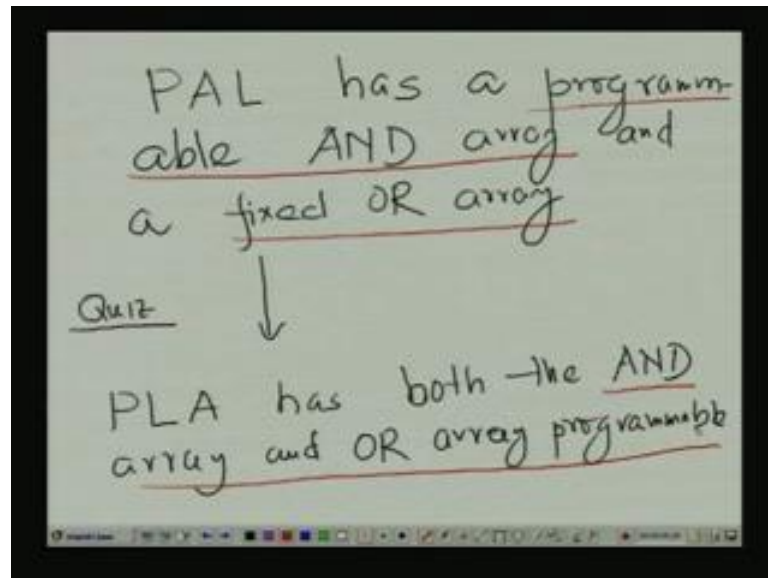 PAL has a programm-
able AND array and
a fixed OR array
Quiz
PLA has both the AND
array and OR array programmable